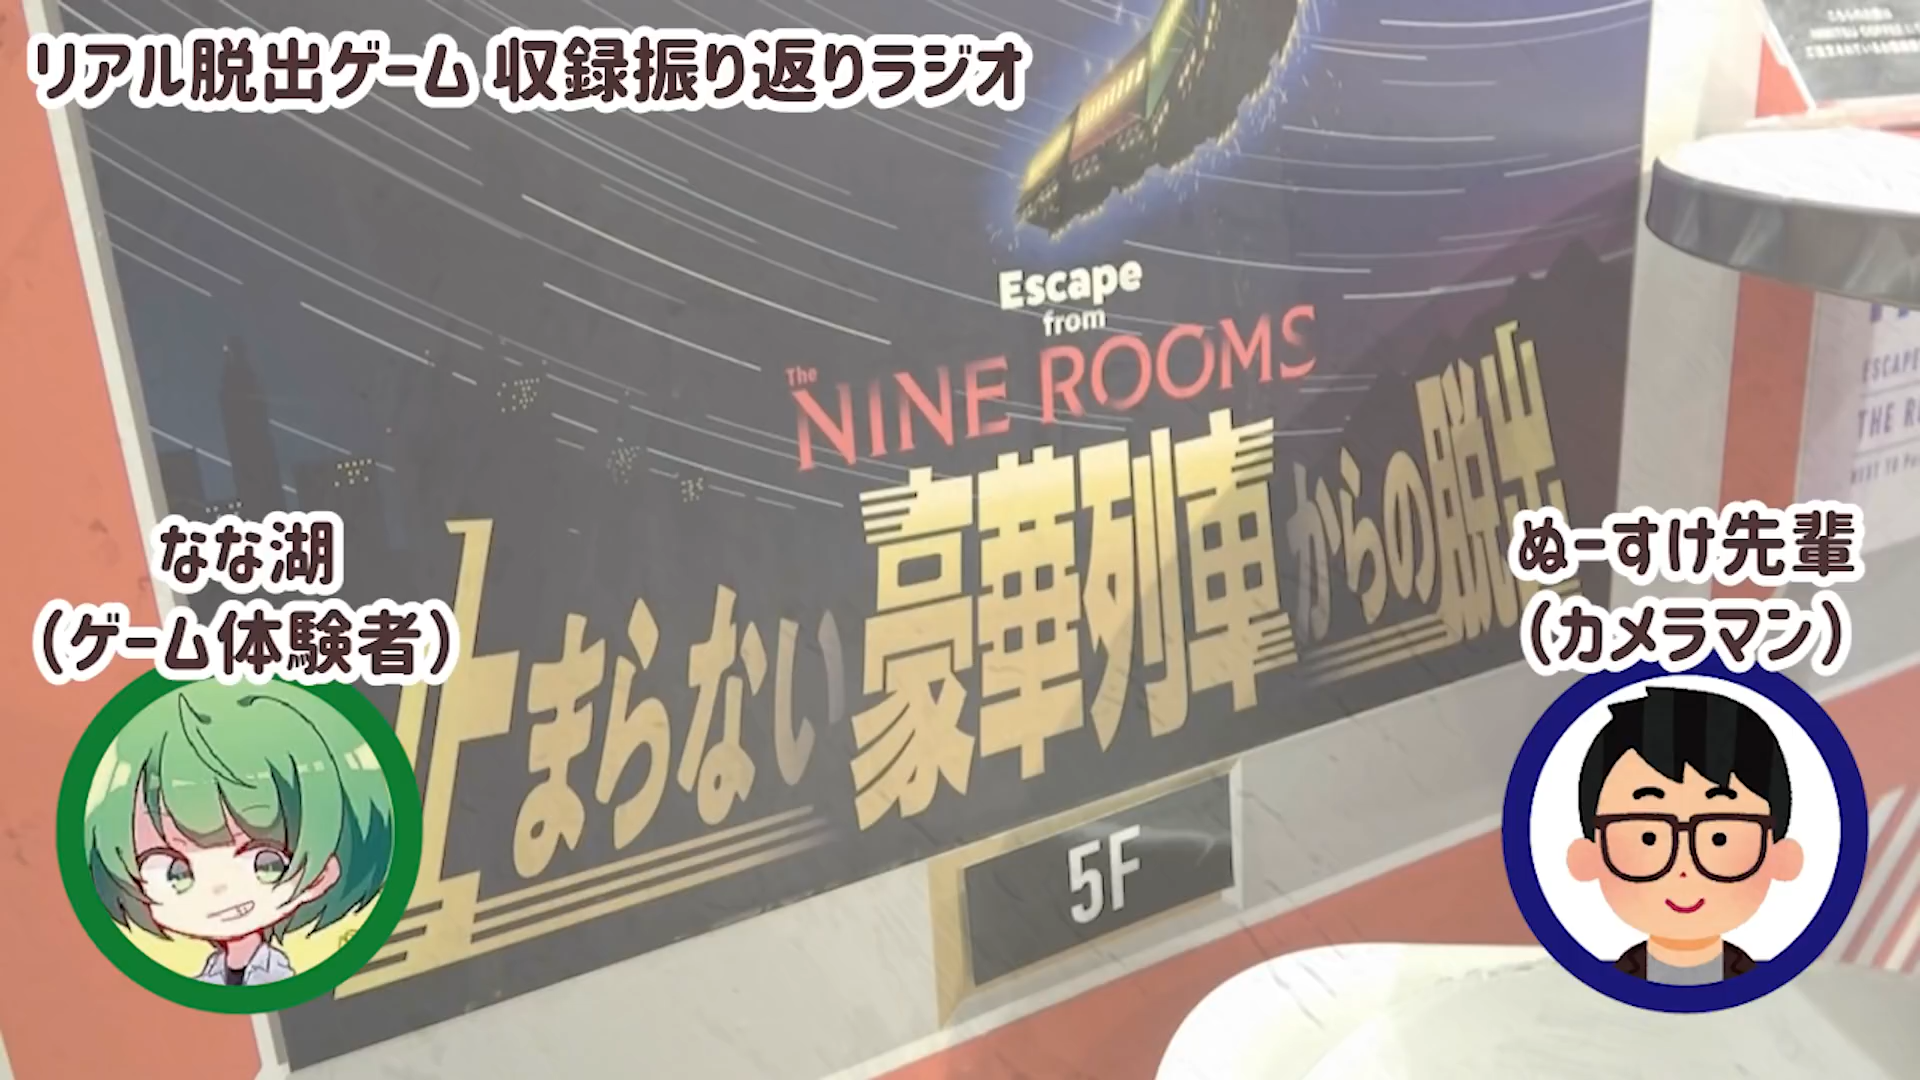 リアル脱出ゲーム 収録振り返りラジオ
Escape
from
The
NINE ROOMS
止まらない豪華列車からの脱出
5F
ESCAPE
なな湖
(ゲーム体験者)
ぬーすけ先輩
(カメラマン)